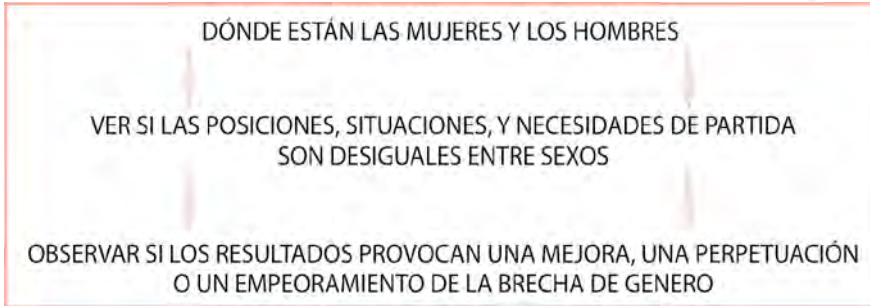 DÓNDE ESTÁN LAS MUJERES Y LOS HOMBRES
VER SI LAS POSICIONES, SITUACIONES, Y NECESIDADES DE PARTIDA
SON DESIGUALES ENTRE SEXOS
OBSERVAR SI LOS RESULTADOS PROVOCAN UNA MEJORA, UNA PERPETUACIÓN
O UN EMPEORAMIENTO DE LA BRECHA DE GENERO